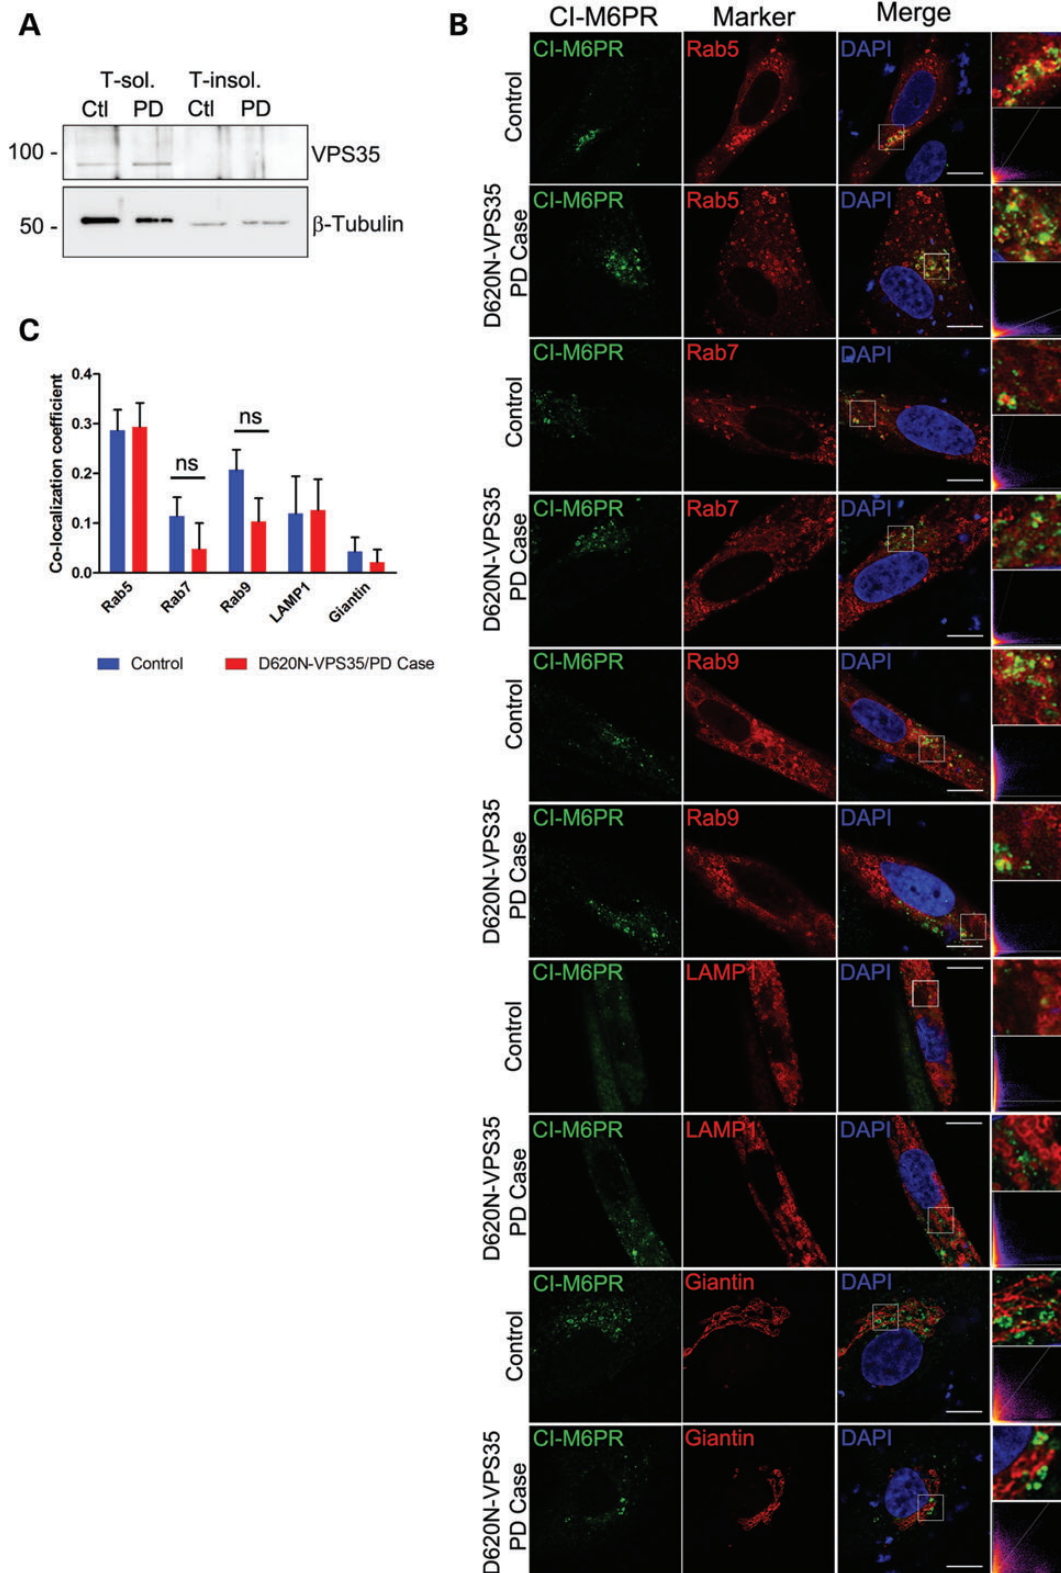 A
T-sol. T-insol.
Ctl PD Ctl PD
100 - VPS35
50 - β-Tubulin
C
Co-localization coefficient
0.4
0.3
0.2
0.1
0.0
ns
ns
Rab5 Rab7 Rab9 LAMP1 Giantin
Control D620N-VPS35/PD Case
B
CI-M6PR Marker Merge
Control
CI-M6PR Rab5 DAPI
D620N-VPS35
PD Case
CI-M6PR Rab5 DAPI
Control
CI-M6PR Rab7 DAPI
D620N-VPS35
PD Case
CI-M6PR Rab7 DAPI
Control
CI-M6PR Rab9 DAPI
D620N-VPS35
PD Case
CI-M6PR Rab9 DAPI
Control
CI-M6PR LAMP1 DAPI
D620N-VPS35
PD Case
CI-M6PR LAMP1 DAPI
Control
CI-M6PR Giantin DAPI
D620N-VPS35
PD Case
CI-M6PR Giantin DAPI